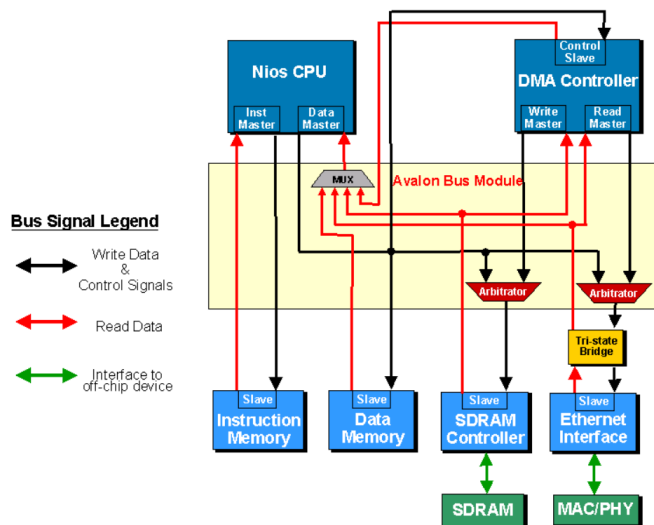 Control
Slave
Nios CPU
DMA Controller
Inst
Master
Data
Master
Write
Master
Read
Master
MUX
Avalon Bus Module
Bus Signal Legend
Write Data
&
Control Signals
Read Data
Interface to
off-chip device
Arbitrator
Arbitrator
Tri-state
Bridge
Slave
Instruction
Memory
Slave
Data
Memory
Slave
SDRAM
Controller
Slave
Ethernet
Interface
SDRAM
MAC/PHY